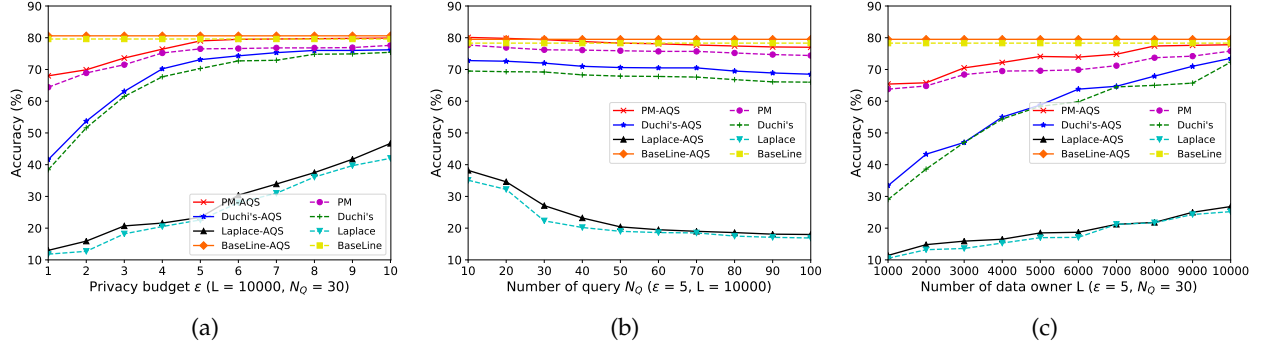 90
80
70
60
50
40
30
20
10
Accuracy (%)
PM-AQS
Duchi's-AQS
Laplace-AQS
BaseLine-AQS
PM
Duchi's
Laplace
BaseLine
1 2 3 4 5 6 7 8 9 10
Privacy budget ε (L = 10000, N_Q = 30)
(a)
90
80
70
60
50
40
30
20
10
Accuracy (%)
PM-AQS
Duchi's-AQS
Laplace-AQS
BaseLine-AQS
PM
Duchi's
Laplace
BaseLine
10 20 30 40 50 60 70 80 90 100
Number of query N_Q (ε = 5, L = 10000)
(b)
90
80
70
60
50
40
30
20
10
Accuracy (%)
PM-AQS
Duchi's-AQS
Laplace-AQS
BaseLine-AQS
PM
Duchi's
Laplace
BaseLine
1000 2000 3000 4000 5000 6000 7000 8000 9000 10000
Number of data owner L (ε = 5, N_Q = 30)
(c)